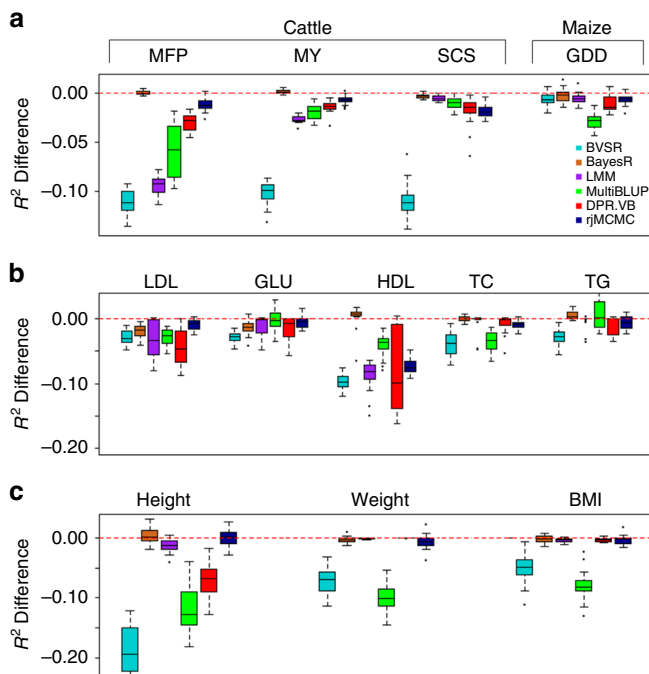 a
Cattle Maize
MFP MY SCS GDD
0.00
−0.05
−0.10
R² Difference
BVSR
BayesR
LMM
MultiBLUP
DPR.VB
rjMCMC
b
LDL GLU HDL TC TG
0.00
−0.10
−0.20
R² Difference
c
Height Weight BMI
0.00
−0.10
−0.20
R² Difference